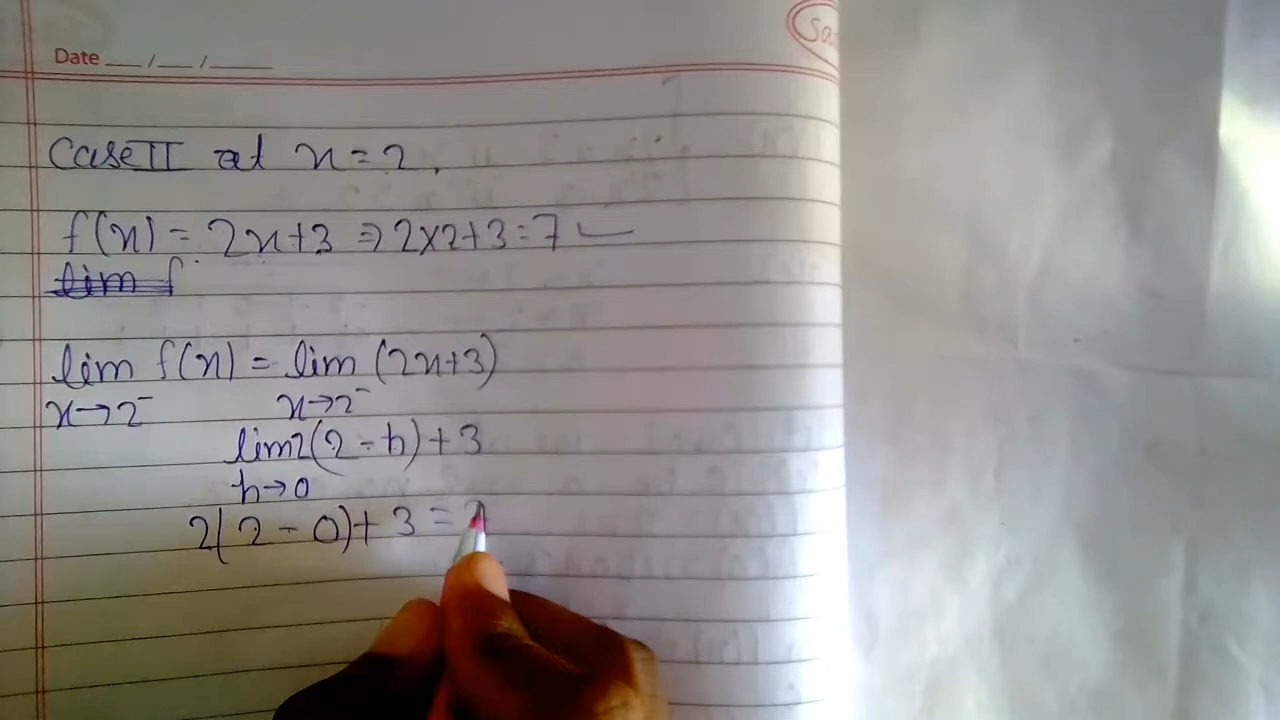 Date ___/___/_____
Case II at x = 2,
f(x) = 2x+3 ⇒ 2×2+3=7
lim f
lim f(x) = lim (2x+3)
x→2⁻ x→2⁻
lim 2(2-h)+3
h→0
2(2-0)+3=